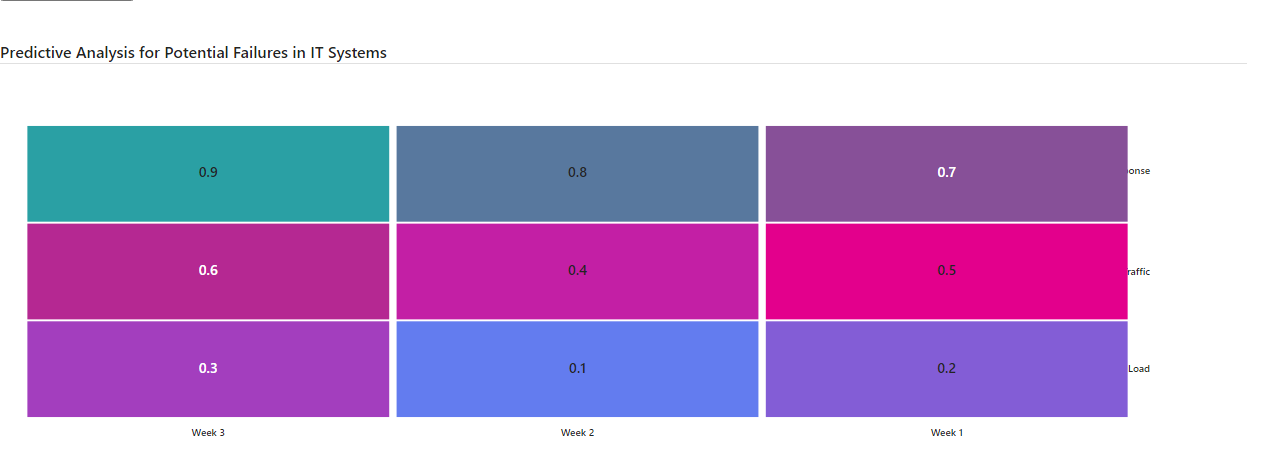 Predictive Analysis for Potential Failures in IT Systems
0.9 0.8 0.7 onse
0.6 0.4 0.5 raffic
0.3 0.1 0.2 Load
Week 3 Week 2 Week 1